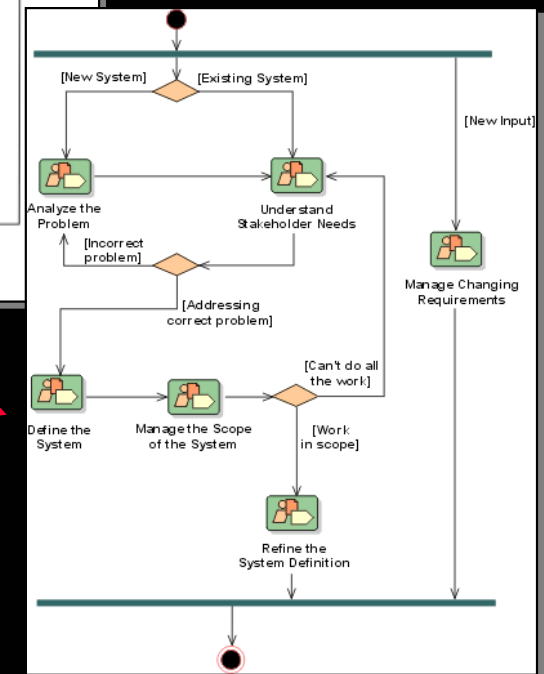 [New System]
[Existing System]
[New Input]
Analyze the
Problem
Understand
Stakeholder Needs
[Incorrect
problem]
Manage Changing
Requirements
[Addressing
correct problem]
[Can't do all
the work]
Define the
System
Manage the Scope
of the System
[Work
in scope]
Refine the
System Definition